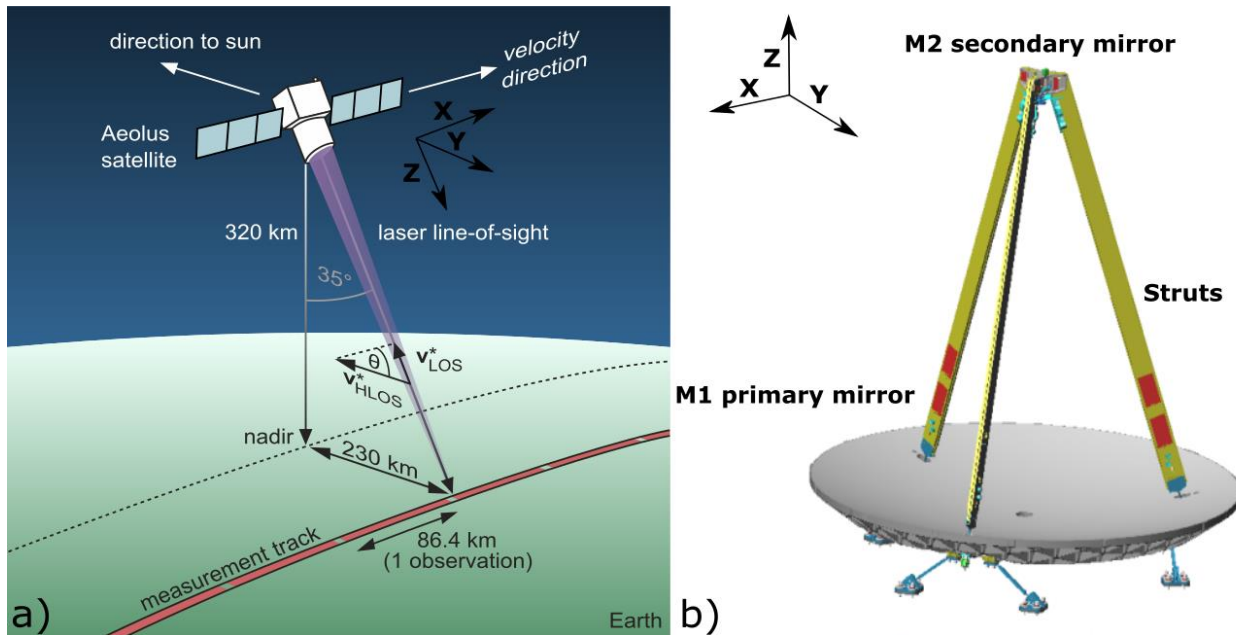 direction to sun
velocity
direction
Aeolus
satellite
X
Y
Z
320 km
laser line-of-sight
35°
θ
v*LOS
v*HLOS
nadir
230 km
86.4 km
(1 observation)
measurement track
Earth
a)
M2 secondary mirror
Z
X
Y
Struts
M1 primary mirror
b)